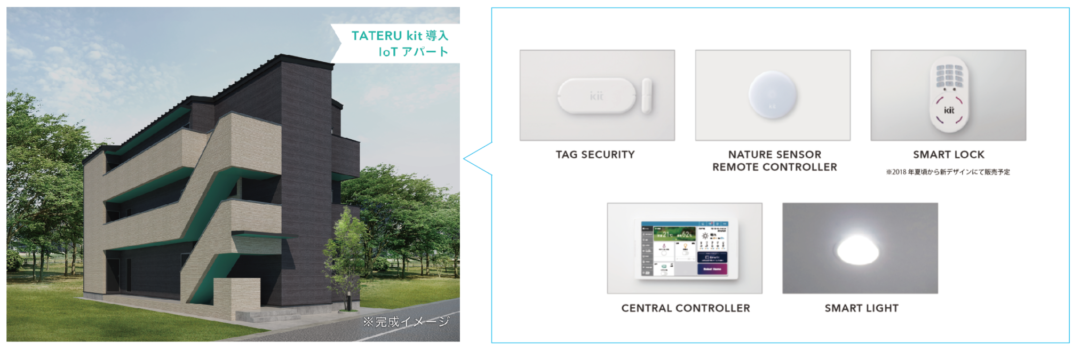 TATERU kit 導入
IoT アパート
※完成イメージ
kit
TAG SECURITY
NATURE SENSOR
REMOTE CONTROLLER
kit
SMART LOCK
※2018 年夏頃から新デザインにて販売予定
CENTRAL CONTROLLER
SMART LIGHT